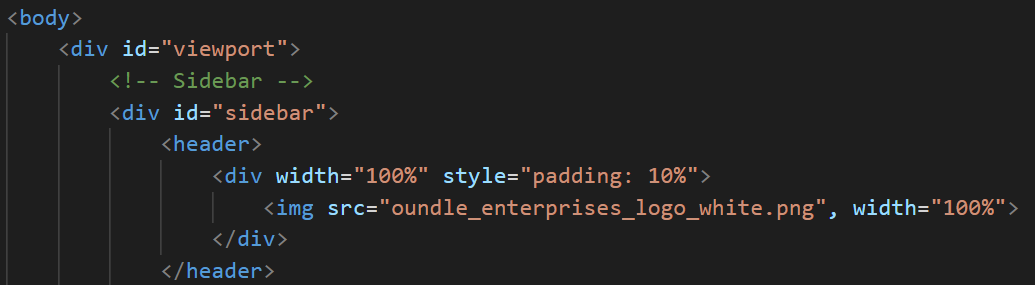 <body>
<div id="viewport">
<!-- Sidebar -->
<div id="sidebar">
<header>
<div width="100%" style="padding: 10%">
<img src="oundle_enterprises_logo_white.png", width="100%">
</div>
</header>